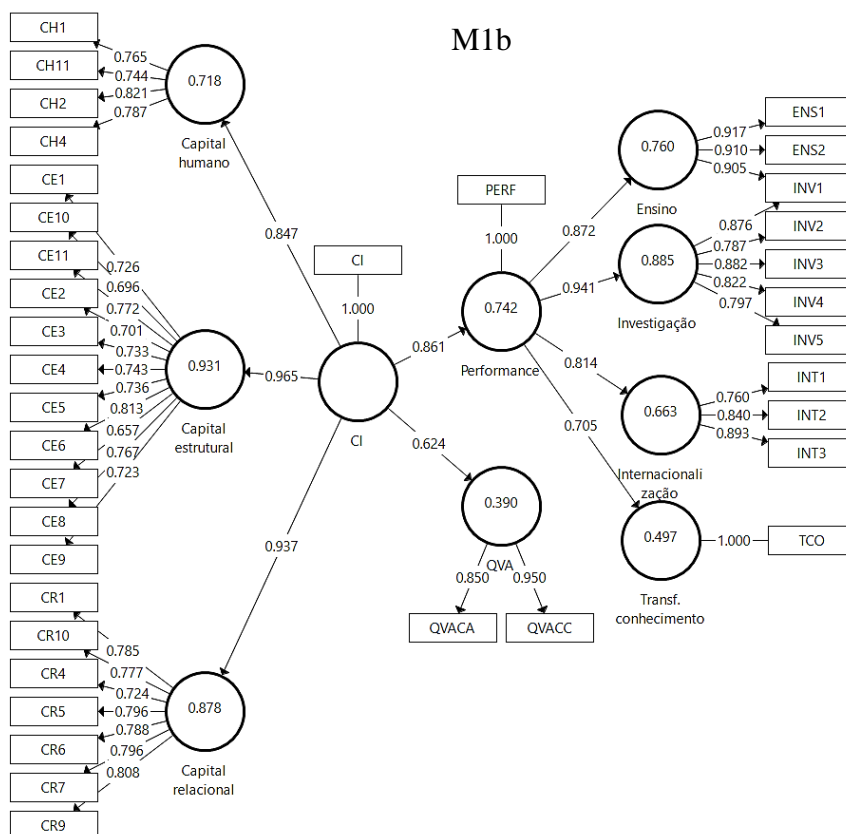 M1b
CH1
CH11
CH2
CH4
CE1
CE10
CE11
CE2
CE3
CE4
CE5
CE6
CE7
CE8
CE9
CR1
CR10
CR4
CR5
CR6
CR7
CR9
0.765
0.744
0.821
0.787
0.718
Capital
humano
0.726
0.696
0.772
0.701
0.733
0.743
0.736
0.813
0.657
0.767
0.723
0.931
Capital
estrutural
0.785
0.777
0.724
0.796
0.788
0.796
0.808
0.878
Capital
relacional
0.847
0.965
0.937
CI
1.000
CI
0.861
0.624
PERF
1.000
0.742
Performance
0.390
QVA
0.850
0.950
QVACA
QVACC
0.872
0.941
0.814
0.705
0.760
Ensino
0.885
Investigação
0.663
Internacionali
zação
0.497
Transf.
conhecimento
0.917
0.910
0.905
0.876
0.787
0.882
0.822
0.797
0.760
0.840
0.893
1.000
ENS1
ENS2
INV1
INV2
INV3
INV4
INV5
INT1
INT2
INT3
TCO